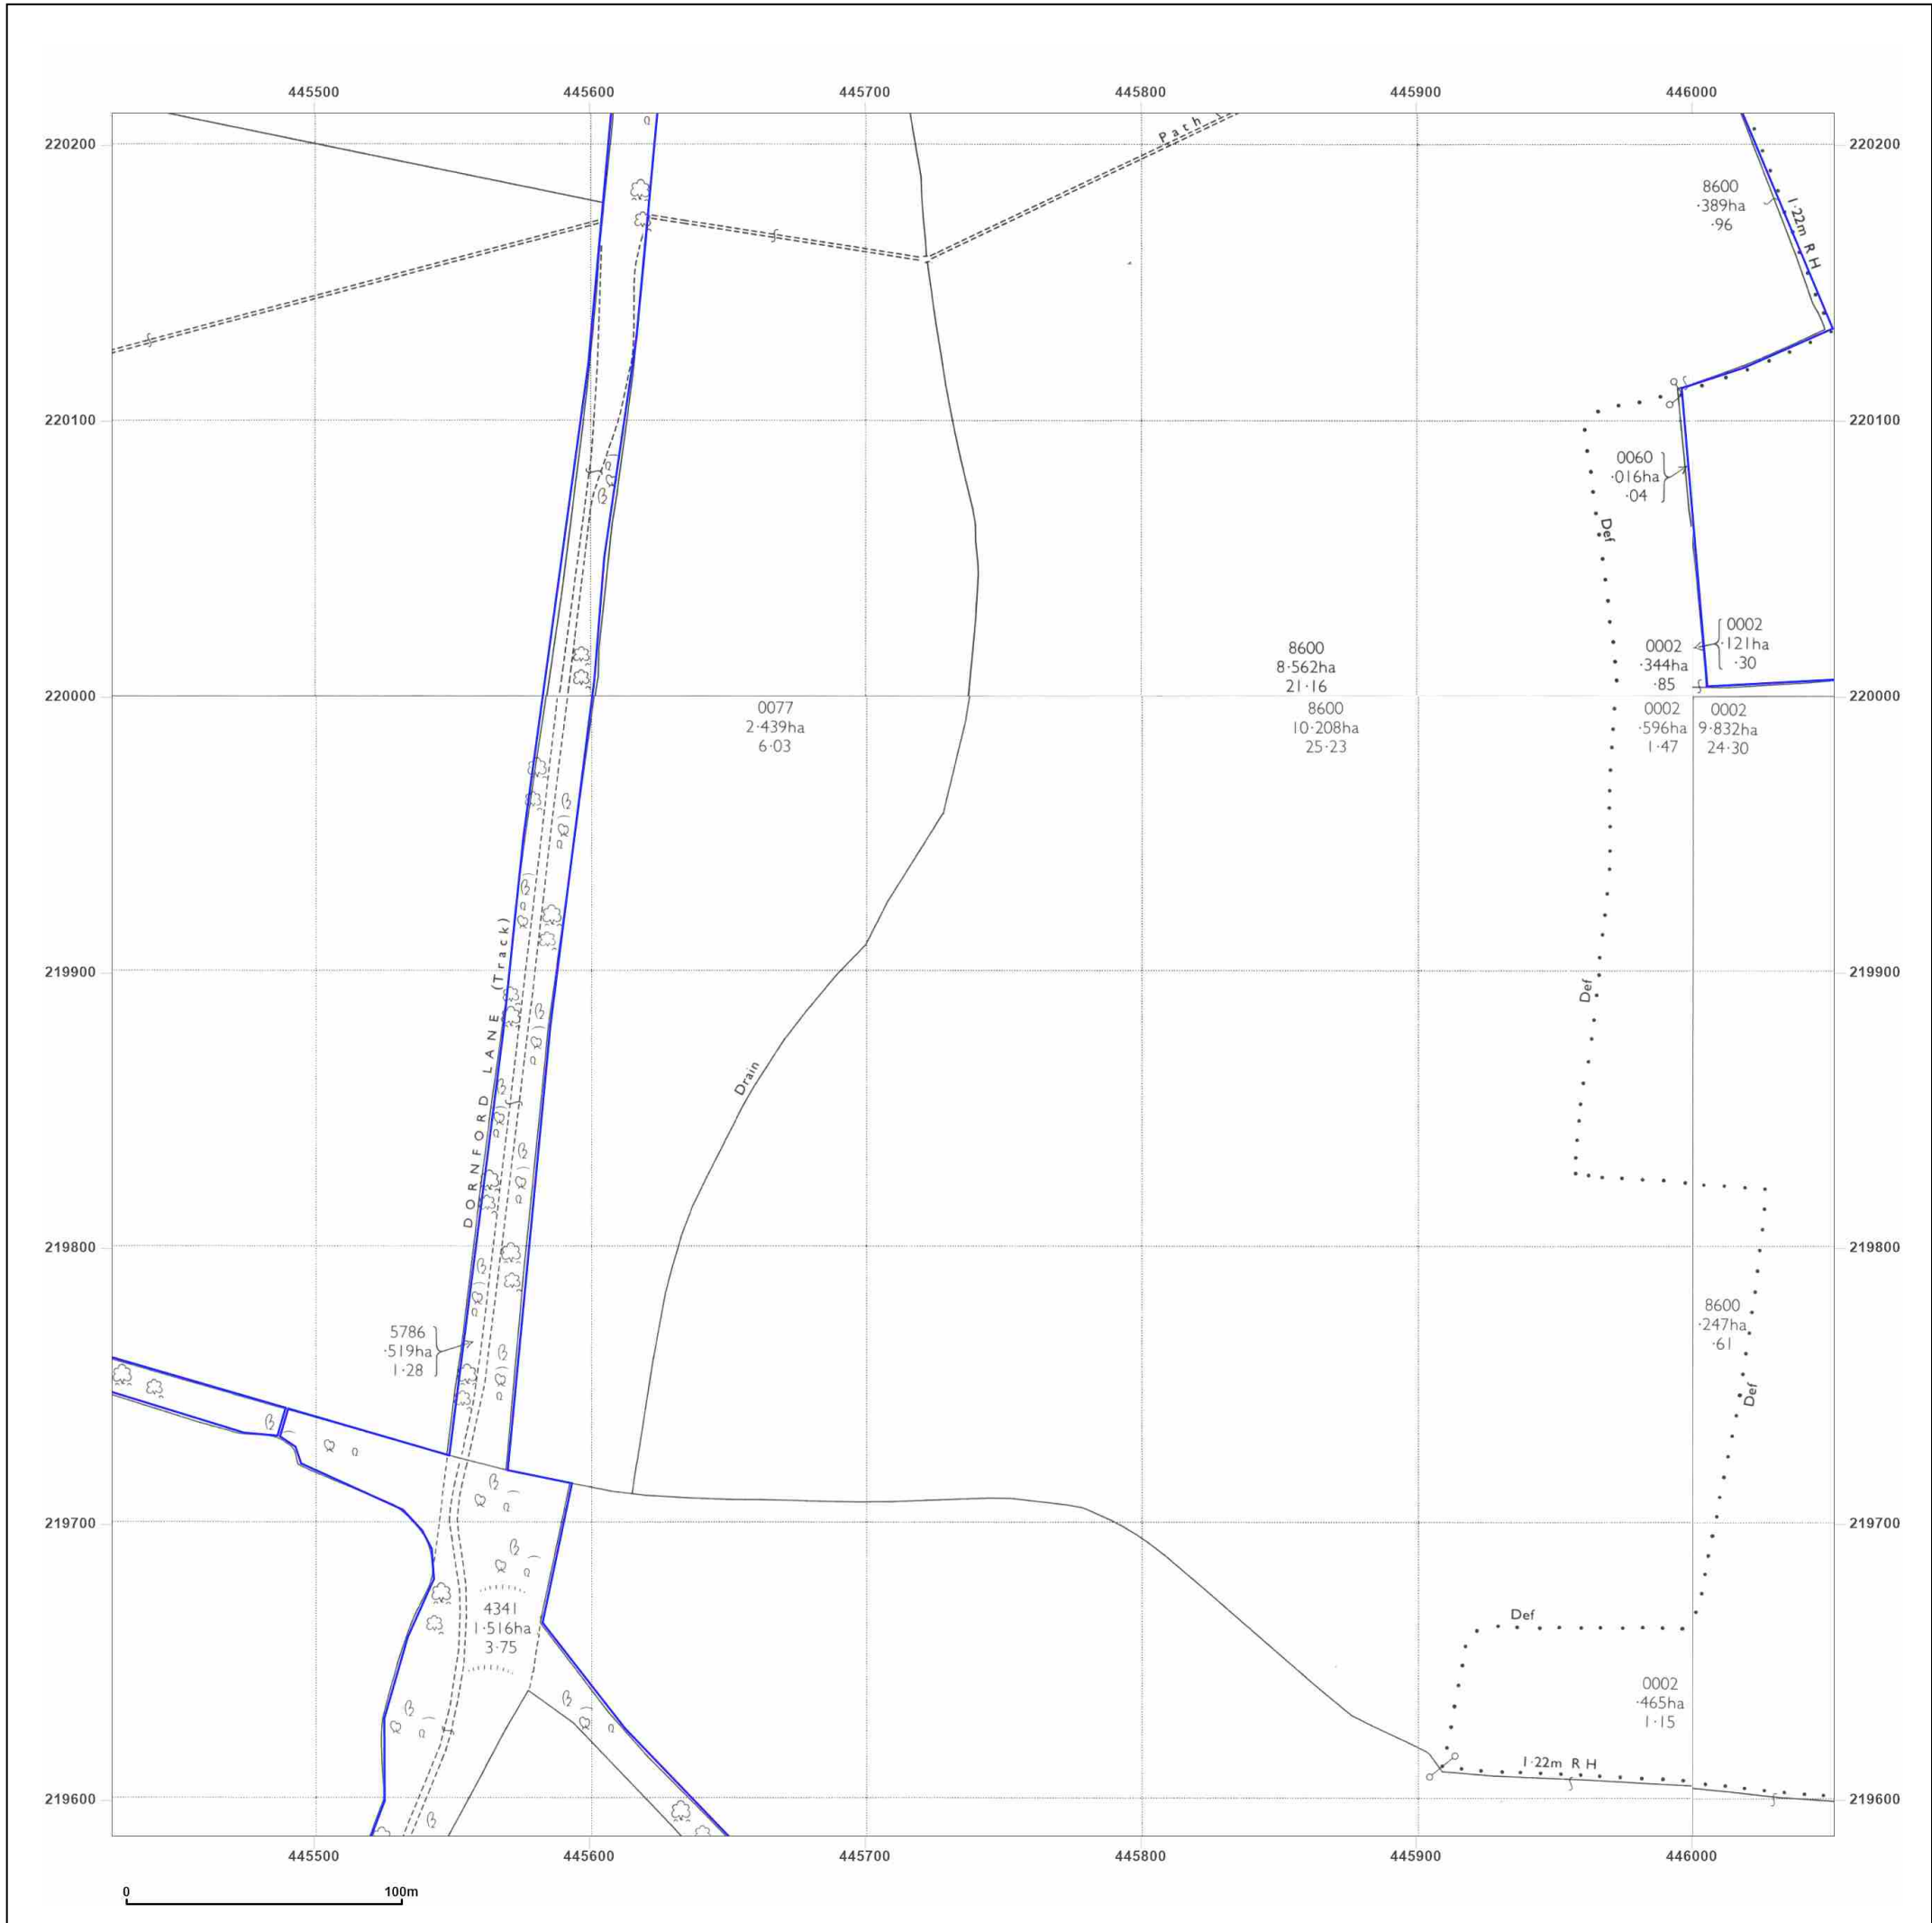 445500 445600 445700 445800 445900 446000
220200 220200
Path
8600
·389ha
·96
1·22m R H
220100 220100
0060
·016ha
·04
Def
0002
·121ha
·30
0002
·344ha
·85
8600
8·562ha
21·16
220000 220000
0077
2·439ha
6·03
8600
10·208ha
25·23
0002
·596ha
1·47
0002
9·832ha
24·30
DORNFORD LANE (Track)
219900 219900
Def
Drain
219800 219800
5786
·519ha
1·28
8600
·247ha
·61
Def
219700 219700
4341
1·516ha
3·75
Def
0002
·465ha
1·15
1·22m R H
219600 219600
445500 445600 445700 445800 445900 446000
0 100m